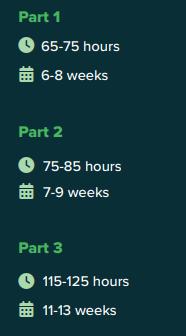 Part 1
65-75 hours
6-8 weeks
Part 2
75-85 hours
7-9 weeks
Part 3
115-125 hours
11-13 weeks